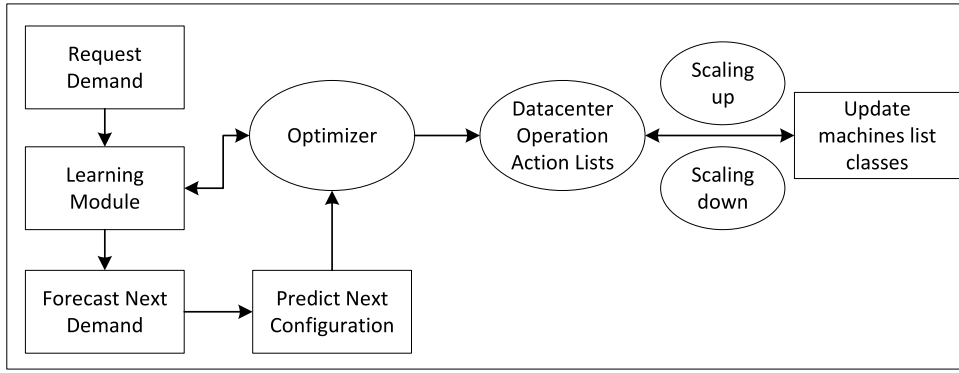 Request
Demand
Learning
Module
Forecast Next
Demand
Predict Next
Configuration
Optimizer
Datacenter
Operation
Action Lists
Scaling
up
Scaling
down
Update
machines list
classes